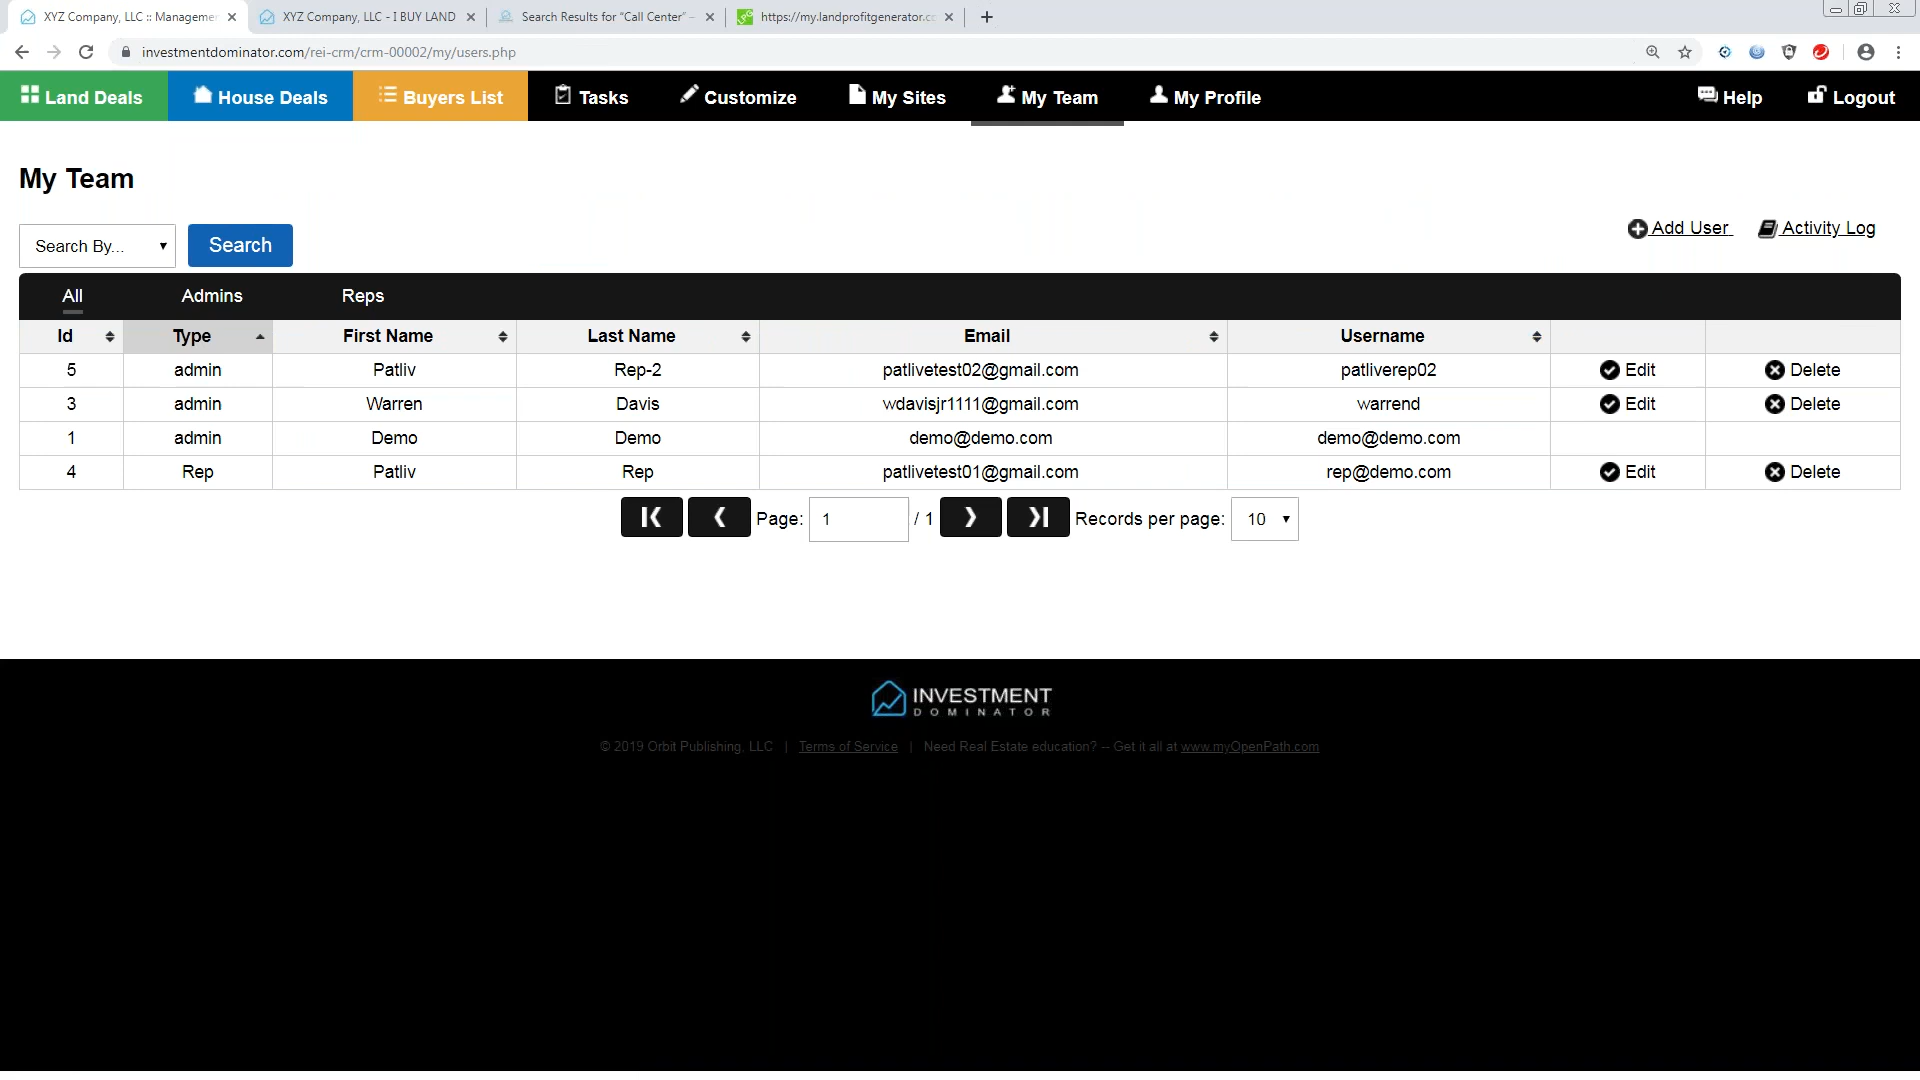 XYZ Company, LLC :: Manageme
XYZ Company, LLC - I BUY LAND
Search Results for “Call Center” –
https://my.landprofitgenerator.cc
investmentdominator.com/rei-crm/crm-00002/my/users.php
Land Deals House Deals Buyers List Tasks Customize My Sites My Team My Profile Help Logout
My Team
Search By... Search Add User Activity Log
All Admins Reps
Id Type First Name Last Name Email Username
5 admin Patliv Rep-2 patlivetest02@gmail.com patliverep02 Edit Delete
3 admin Warren Davis wdavisjr1111@gmail.com warrend Edit Delete
1 admin Demo Demo demo@demo.com demo@demo.com
4 Rep Patliv Rep patlivetest01@gmail.com rep@demo.com Edit Delete
Page: 1 / 1 Records per page: 10
INVESTMENT
DOMINATOR
© 2019 Orbit Publishing, LLC | Terms of Service | Need Real Estate education? -- Get it all at www.myOpenPath.com